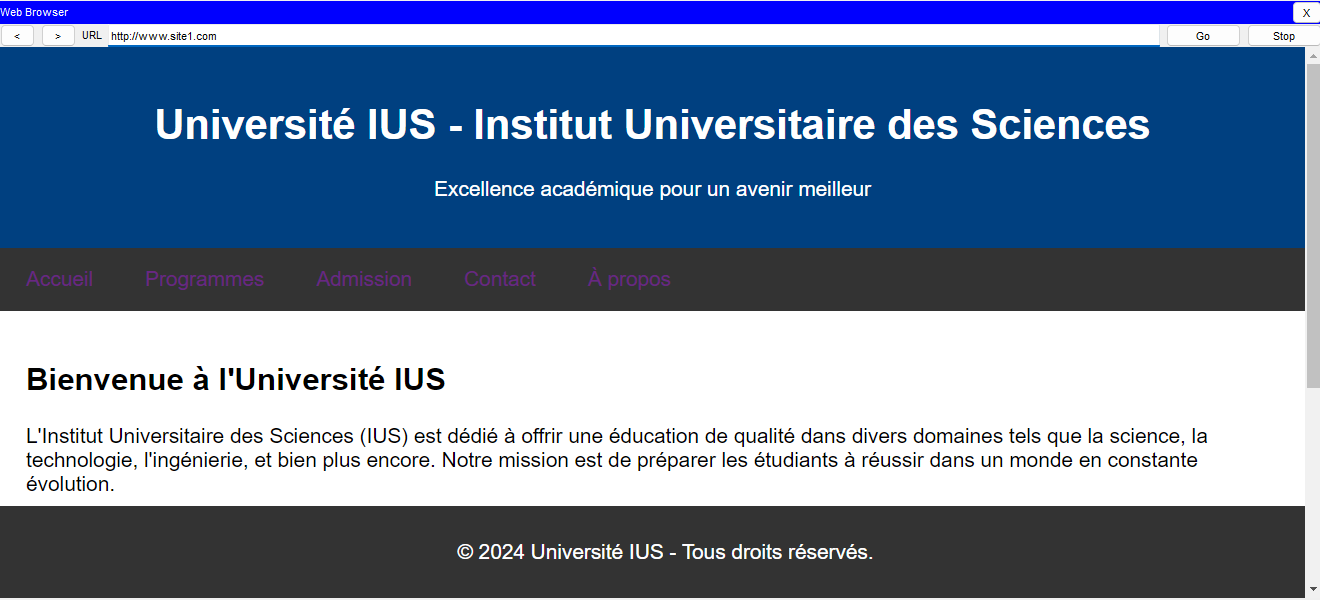 Web Browser
X
< > URL http://www.site1.com Go Stop
Université IUS - Institut Universitaire des Sciences
Excellence académique pour un avenir meilleur
Accueil Programmes Admission Contact À propos
Bienvenue à l'Université IUS
L'Institut Universitaire des Sciences (IUS) est dédié à offrir une éducation de qualité dans divers domaines tels que la science, la
technologie, l'ingénierie, et bien plus encore. Notre mission est de préparer les étudiants à réussir dans un monde en constante
évolution.
© 2024 Université IUS - Tous droits réservés.